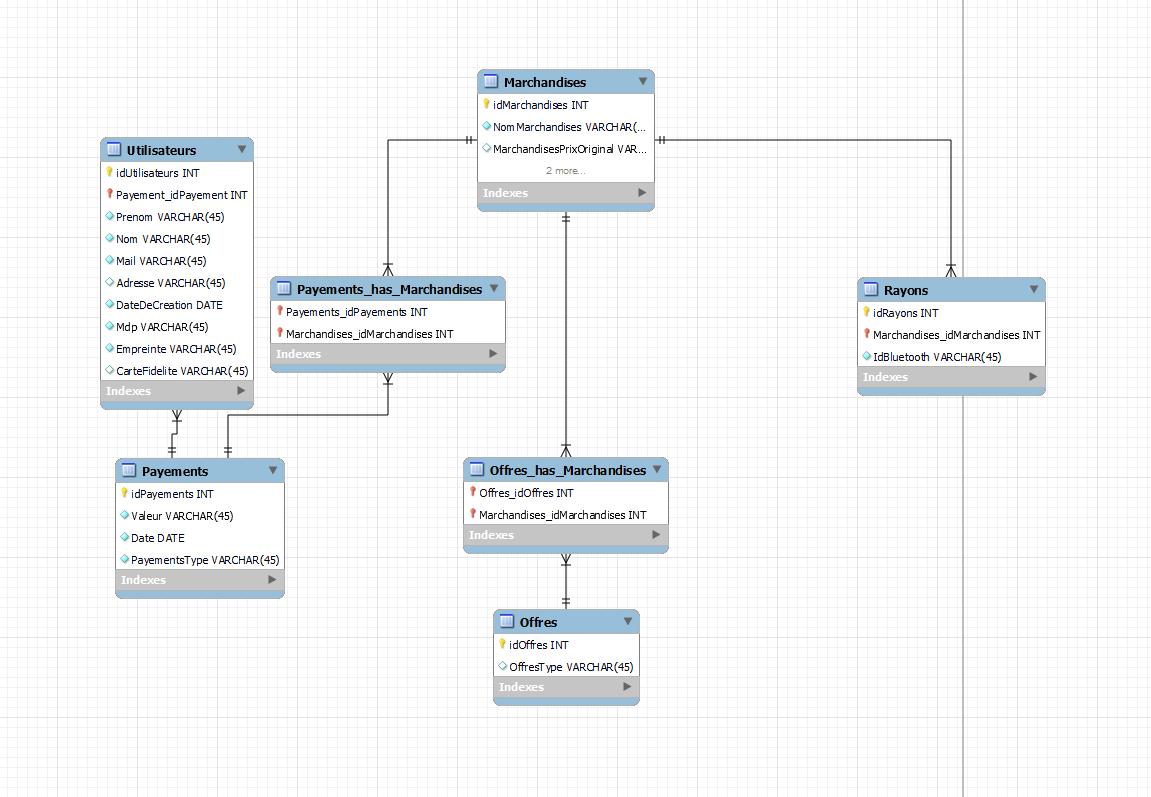 Marchandises
idMarchandises INT
NomMarchandises VARCHAR(...
MarchandisesPrixOriginal VAR...
2 more...
Indexes
Utilisateurs
idUtilisateurs INT
Payement_idPayement INT
Prenom VARCHAR(45)
Nom VARCHAR(45)
Mail VARCHAR(45)
Adresse VARCHAR(45)
DateDeCreation DATE
Mdp VARCHAR(45)
Empreinte VARCHAR(45)
CarteFidelite VARCHAR(45)
Indexes
Payements_has_Marchandises
Payements_idPayements INT
Marchandises_idMarchandises INT
Indexes
Rayons
idRayons INT
Marchandises_idMarchandises INT
IdBluetooth VARCHAR(45)
Indexes
Payements
idPayements INT
Valeur VARCHAR(45)
Date DATE
PayementsType VARCHAR(45)
Indexes
Offres_has_Marchandises
Offres_idOffres INT
Marchandises_idMarchandises INT
Indexes
Offres
idOffres INT
OffresType VARCHAR(45)
Indexes